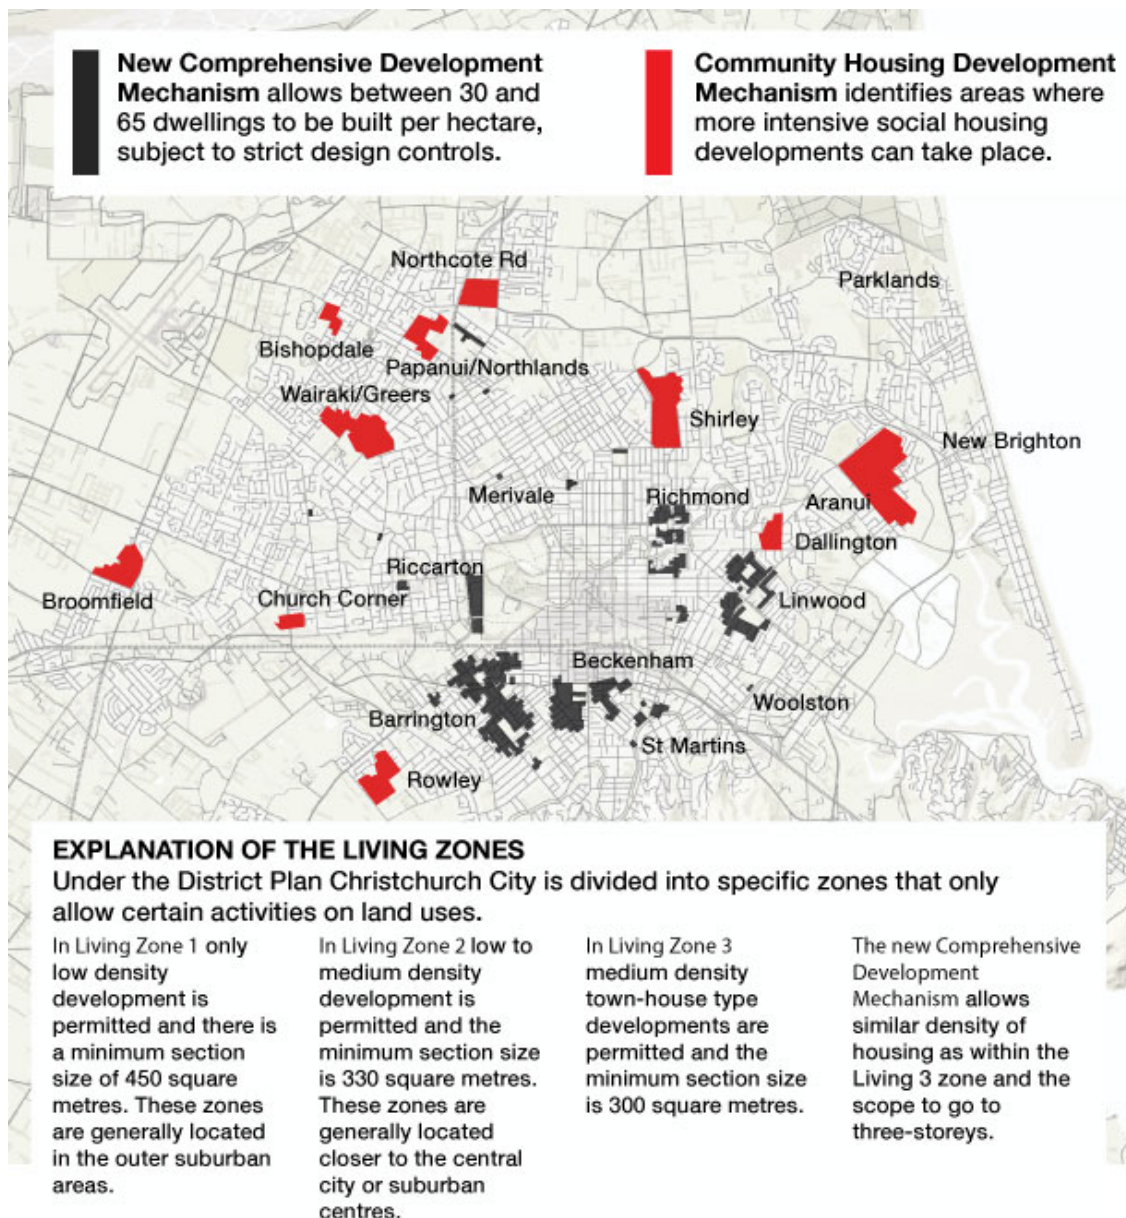 New Comprehensive Development
Mechanism allows between 30 and
65 dwellings to be built per hectare,
subject to strict design controls.
Community Housing Development
Mechanism identifies areas where
more intensive social housing
developments can take place.
Northcote Rd
Parklands
Bishopdale
Papanui/Northlands
Wairaki/Greers
Shirley
New Brighton
Merivale
Richmond
Aranui
Dallington
Riccarton
Broomfield
Church Corner
Linwood
Beckenham
Woolston
Barrington
St Martins
Rowley
EXPLANATION OF THE LIVING ZONES
Under the District Plan Christchurch City is divided into specific zones that only
allow certain activities on land uses.
In Living Zone 1 only
low density
development is
permitted and there is
a minimum section
size of 450 square
metres. These zones
are generally located
in the outer suburban
areas.
In Living Zone 2 low to
medium density
development is
permitted and the
minimum section size
is 330 square metres.
These zones are
generally located
closer to the central
city or suburban
centres.
In Living Zone 3
medium density
town-house type
developments are
permitted and the
minimum section size
is 300 square metres.
The new Comprehensive
Development
Mechanism allows
similar density of
housing as within the
Living 3 zone and the
scope to go to
three-storeys.